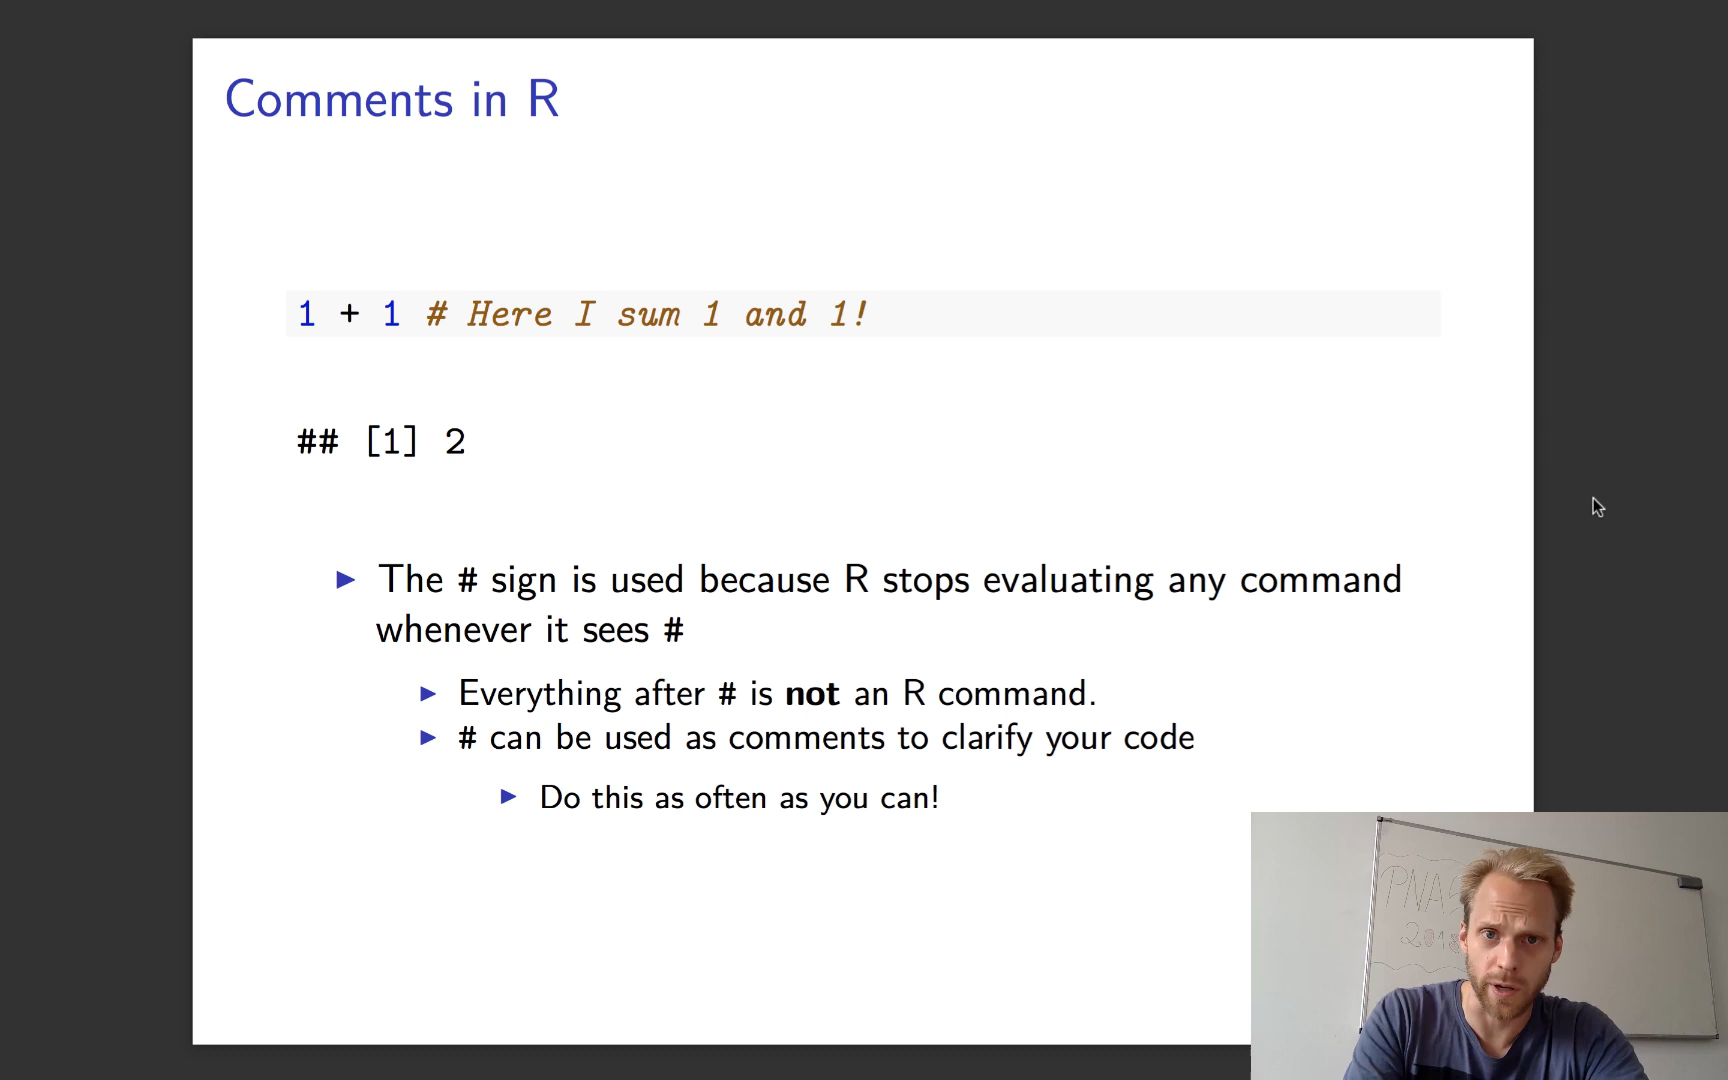 Comments in R
1 + 1 # Here I sum 1 and 1!
## [1] 2
The # sign is used because R stops evaluating any command
whenever it sees #
Everything after # is not an R command.
# can be used as comments to clarify your code
Do this as often as you can!
PNAS
2018